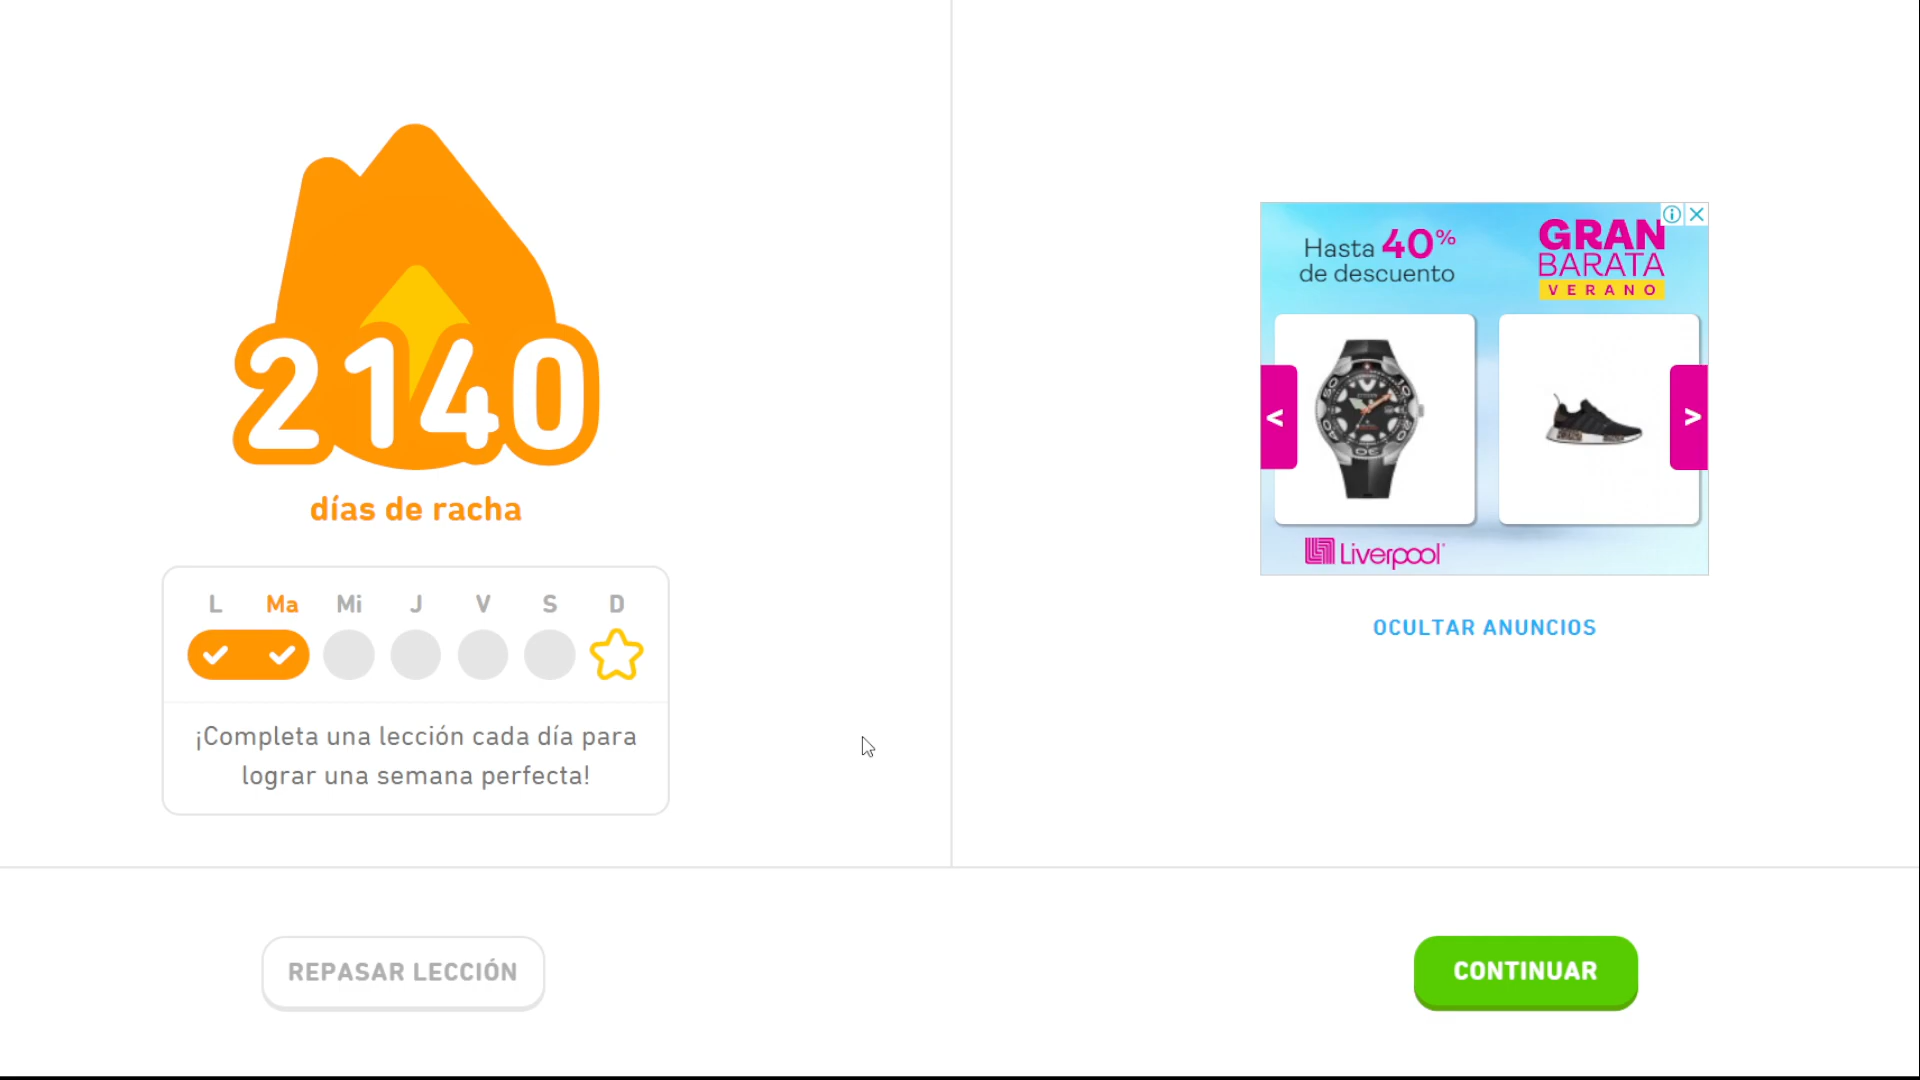 2140
días de racha
L Ma Mi J V S D
¡Completa una lección cada día para
lograr una semana perfecta!
Hasta 40%
de descuento
GRAN
BARATA
VERANO
<
>
Liverpool
OCULTAR ANUNCIOS
REPASAR LECCIÓN
CONTINUAR